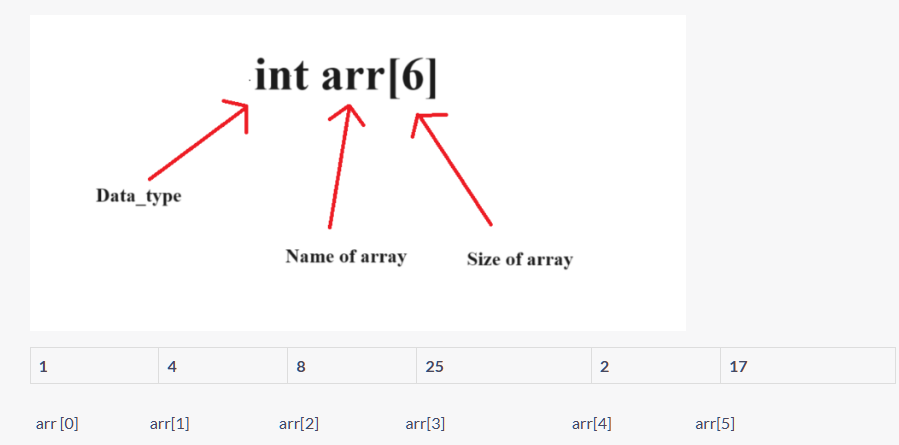 int arr[6]
Data_type
Name of array
Size of array
1 4 8 25 2 17
arr [0] arr[1] arr[2] arr[3] arr[4] arr[5]